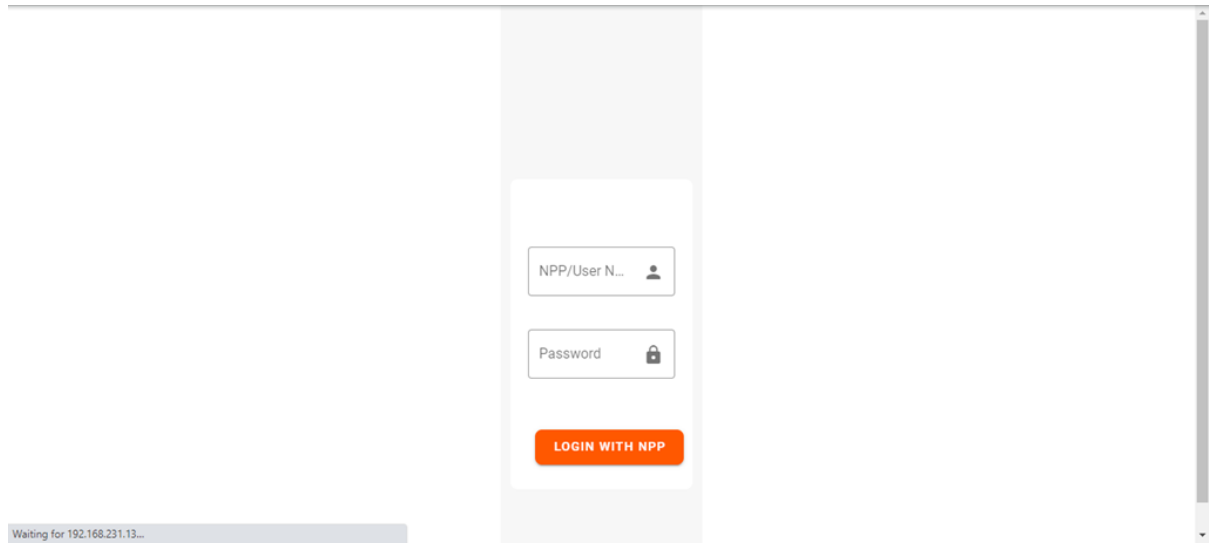 NPP/User N...
Password
LOGIN WITH NPP
Waiting for 192.168.231.13...